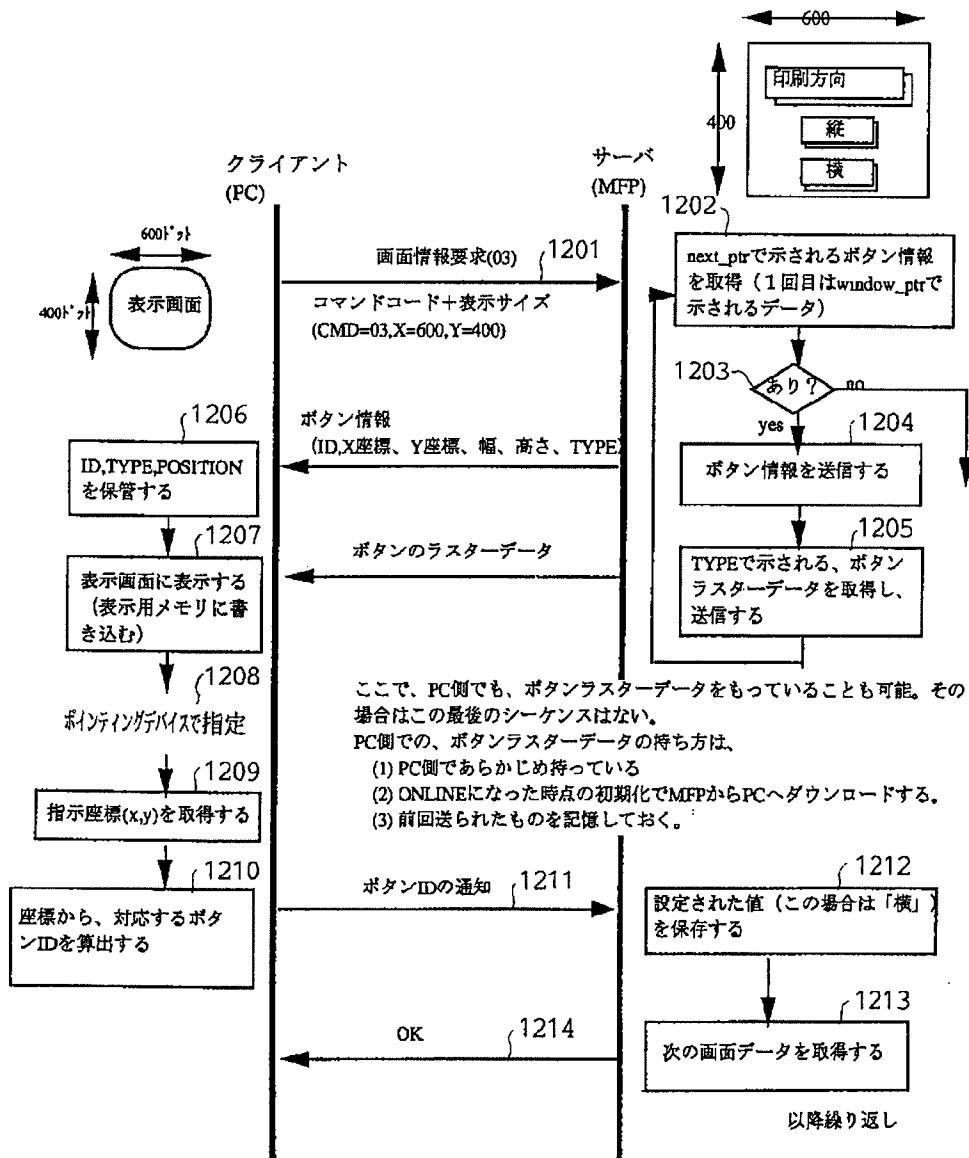 600
400
印刷方向
縦
横
クライアント
(PC)
サーバ
(MFP)
600ﾄﾞｯﾄ
400ﾄﾞｯﾄ
表示画面
画面情報要求(03)
1201
コマンドコード＋表示サイズ
(CMD=03,X=600,Y=400)
1202
next_ptrで示されるボタン情報
を取得（１回目はwindow_ptrで
示されるデータ）
1203
あり？
no
yes
1204
ボタン情報を送信する
1205
TYPEで示される、ボタン
ラスターデータを取得し、
送信する
ボタン情報
(ID,X座標、Y座標、幅、高さ、TYPE)
1206
ID,TYPE,POSITION
を保管する
1207
表示画面に表示する
（表示用メモリに書
き込む）
ボタンのラスターデータ
1208
ポインティングデバイスで指定
ここで、PC側でも、ボタンラスターデータをもっていることも可能。その
場合はこの最後のシーケンスはない。
PC側での、ボタンラスターデータの持ち方は、
(1) PC側であらかじめ持っている
(2) ONLINEになった時点の初期化でMFPからPCへダウンロードする。
(3) 前回送られたものを記憶しておく。
1209
指示座標(x,y)を取得する
1210
座標から、対応するボタ
ンIDを算出する
ボタンIDの通知
1211
1212
設定された値（この場合は「横」）
を保存する
1213
次の画面データを取得する
OK
1214
以降繰り返し